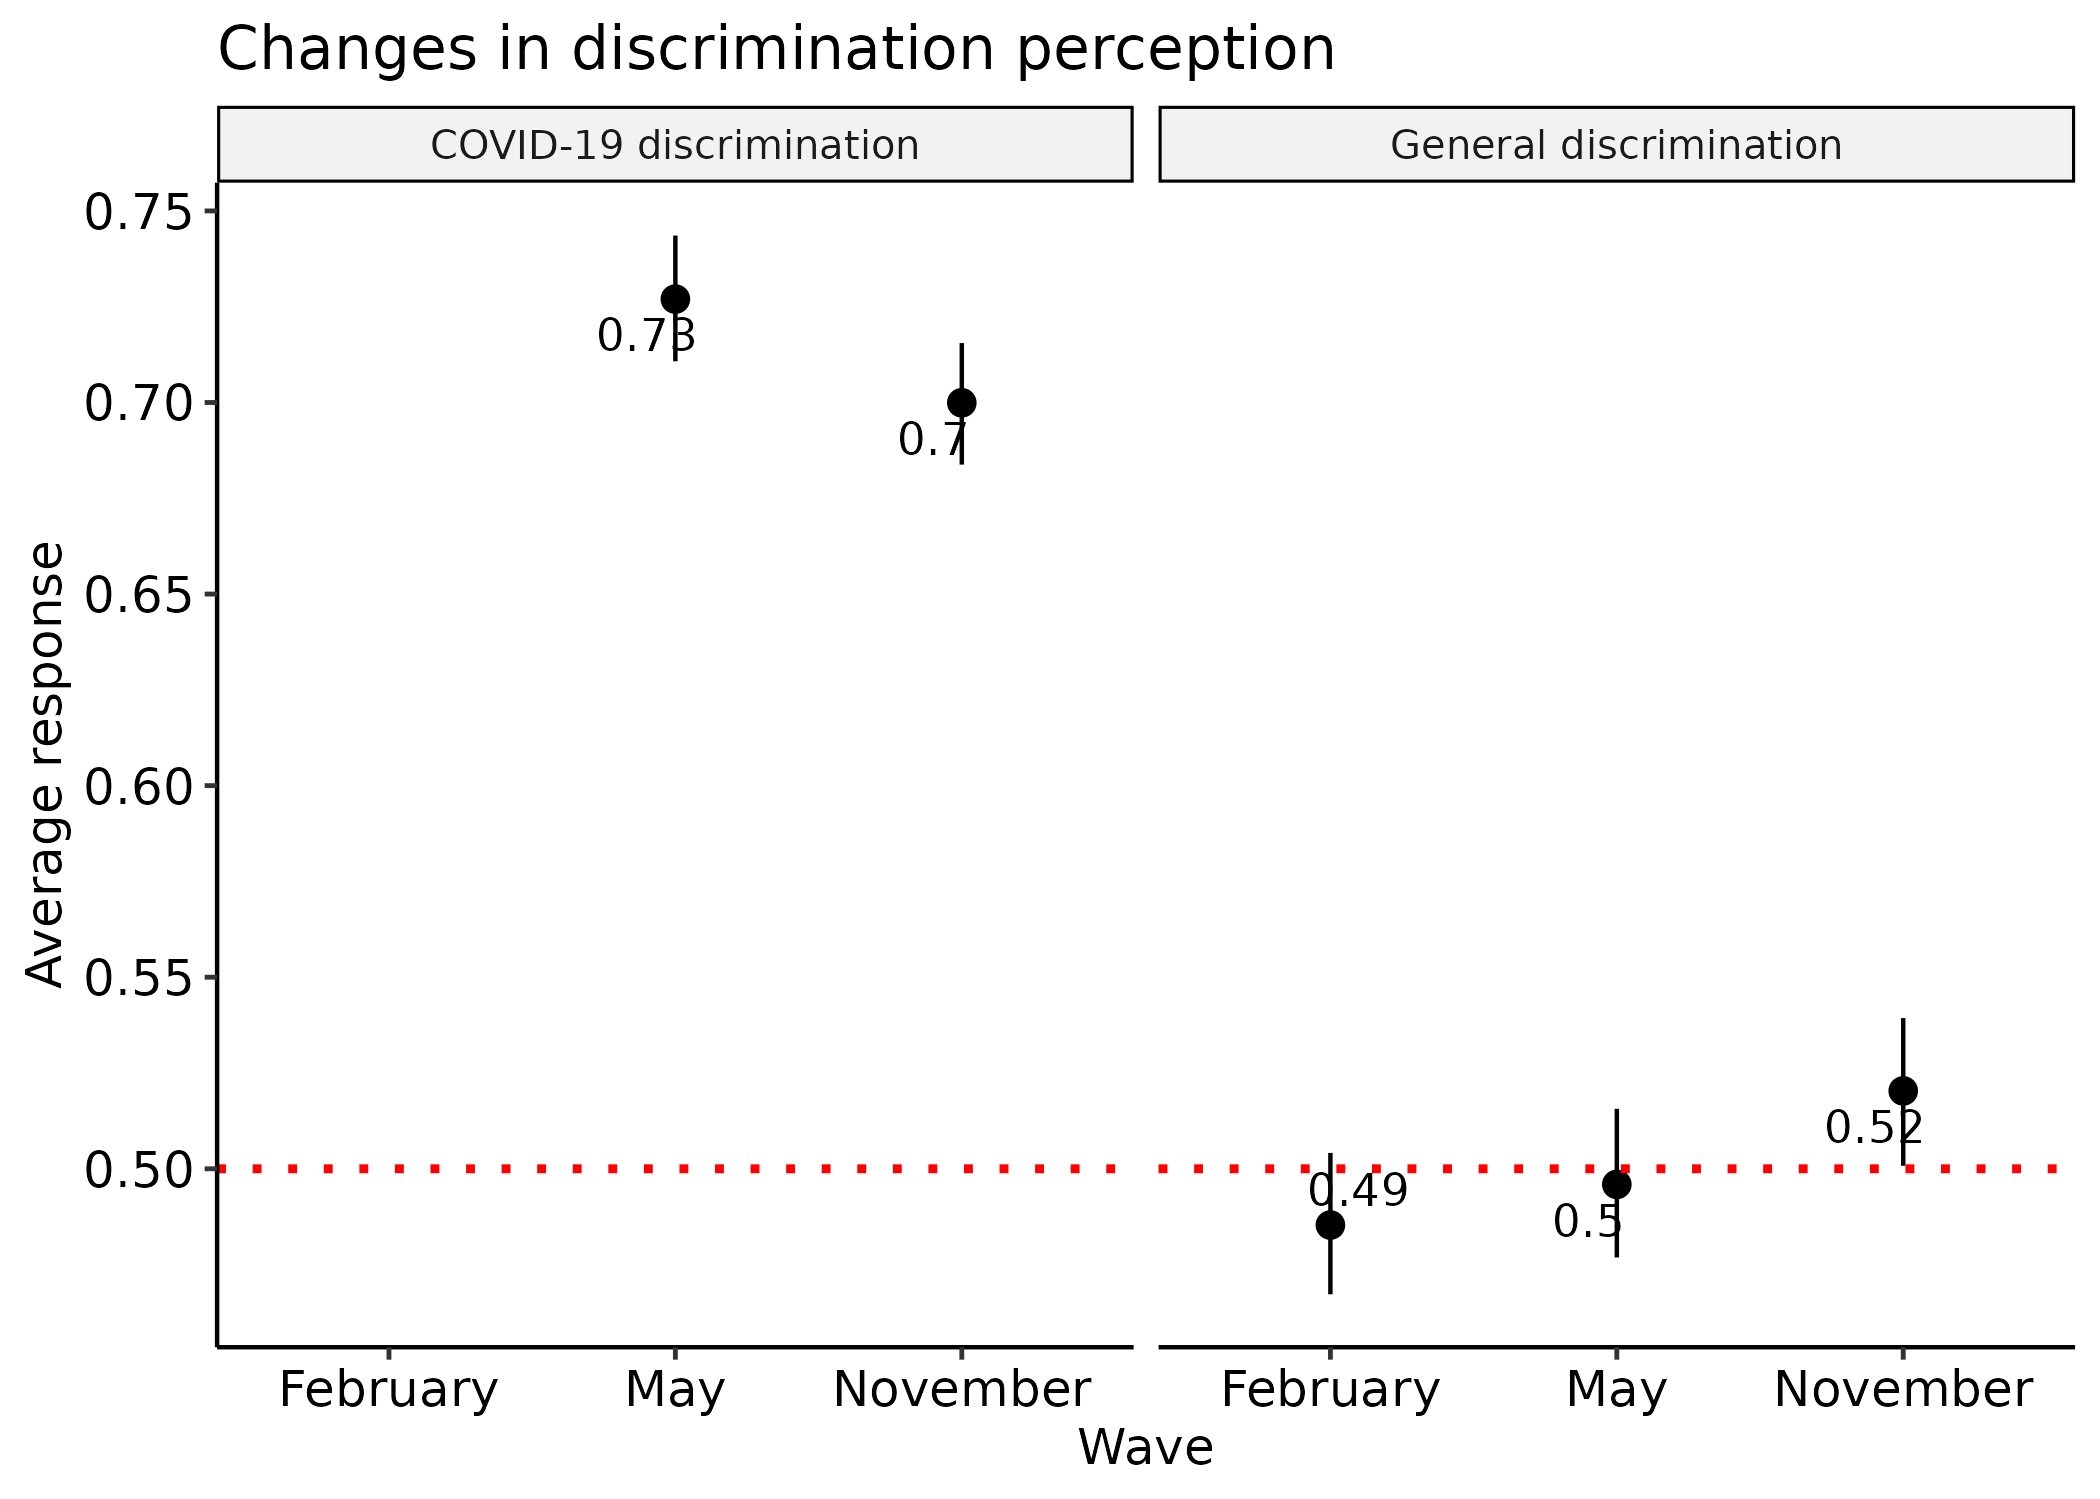 Changes in discrimination perception
COVID-19 discrimination
General discrimination
0.75
0.70
0.65
0.60
0.55
0.50
Average response
0.73
0.7
0.49
0.5
0.52
February
May
November
February
May
November
Wave